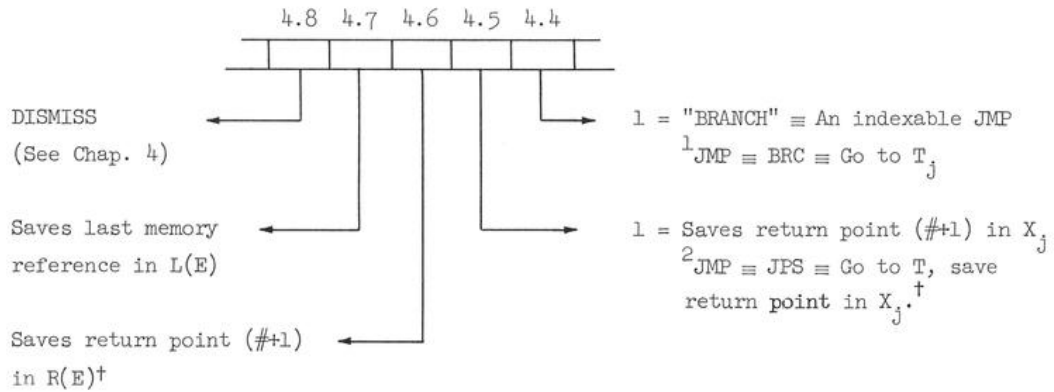 4.8 4.7 4.6 4.5 4.4
DISMISS
(See Chap. 4)
Saves last memory
reference in L(E)
Saves return point (#+1)
in R(E)†
1 = "BRANCH" ≡ An indexable JMP
¹JMP ≡ BRC ≡ Go to Tⱼ
1 = Saves return point (#+1) in Xⱼ
²JMP ≡ JPS ≡ Go to T, save
return point in Xⱼ.†